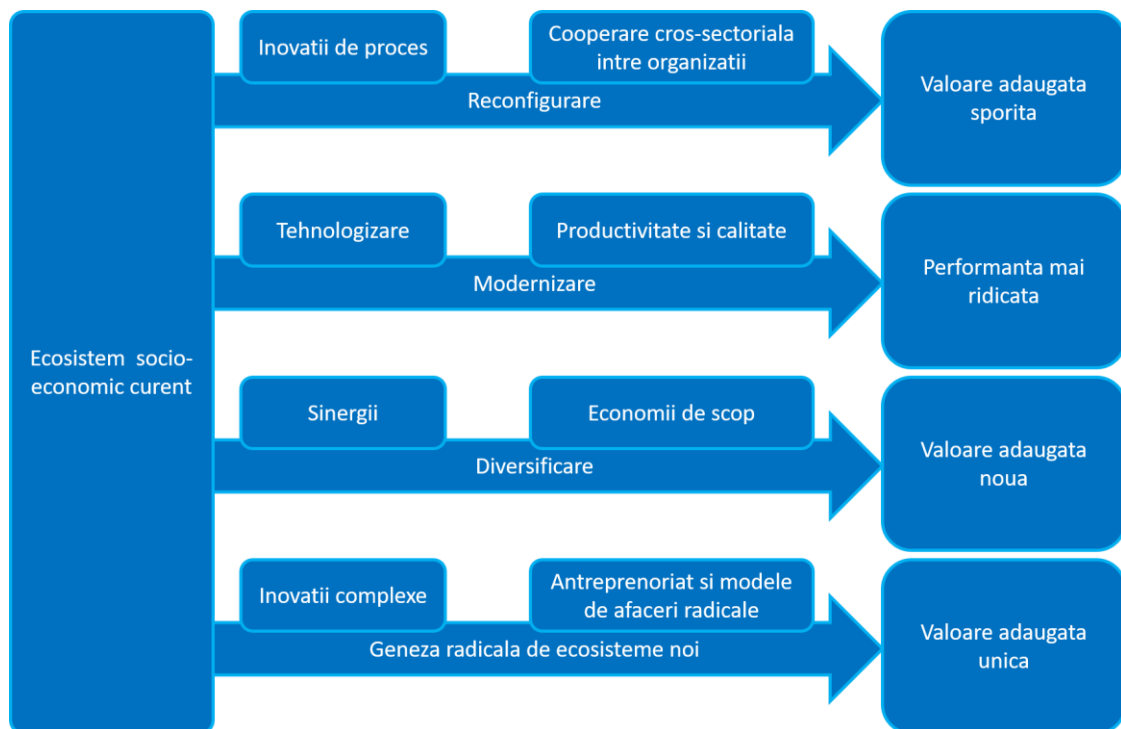 Ecosistem socio-
economic curent
Inovatii de proces
Cooperare cros-sectoriala
intre organizatii
Reconfigurare
Valoare adaugata
sporita
Tehnologizare
Productivitate si calitate
Modernizare
Performanta mai
ridicata
Sinergii
Economii de scop
Diversificare
Valoare adaugata
noua
Inovatii complexe
Antreprenoriat si modele
de afaceri radicale
Geneza radicala de ecosisteme noi
Valoare adaugata
unica